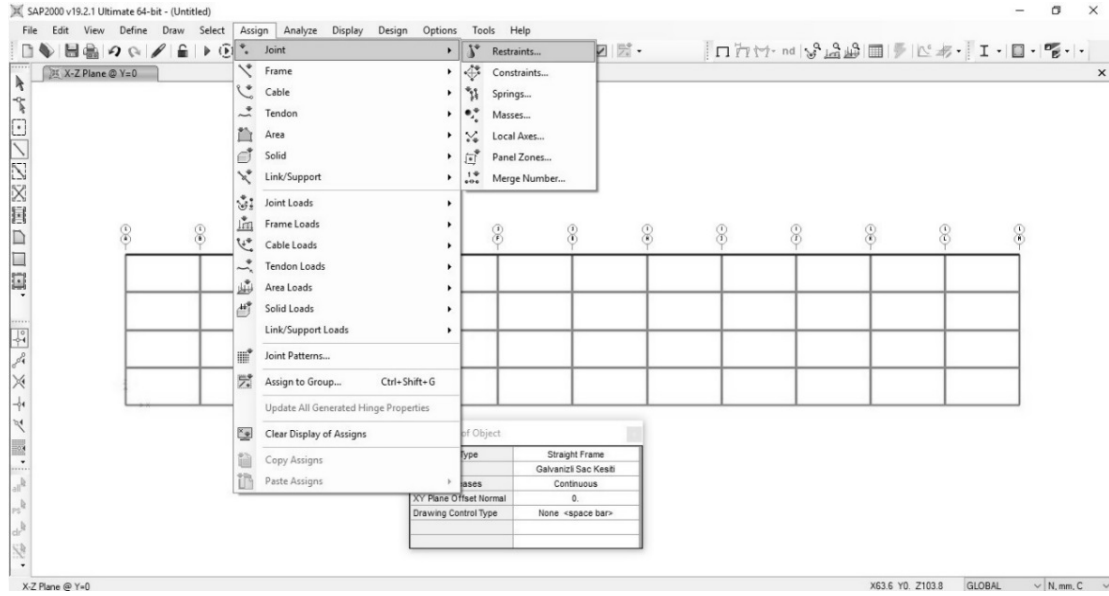 SAP2000 v19.2.1 Ultimate 64-bit - (Untitled)
File Edit View Define Draw Select Assign Analyze Display Design Options Tools Help
nd
X-Z Plane @ Y=0
Joint
Frame
Cable
Tendon
Area
Solid
Link/Support
Joint Loads
Frame Loads
Cable Loads
Tendon Loads
Area Loads
Solid Loads
Link/Support Loads
Joint Patterns...
Assign to Group... Ctrl+Shift+G
Update All Generated Hinge Properties
Clear Display of Assigns
Copy Assigns
Paste Assigns
Restraints...
Constraints...
Springs...
Masses...
Local Axes...
Panel Zones...
Merge Number...
of Object
Type Straight Frame
Galvanizli Sac Kesiti
Continuous
XY Plane Offset Normal 0.
Drawing Control Type None <space bar>
X-Z Plane @ Y=0 X63.6 Y0. Z103.8 GLOBAL N, mm, C